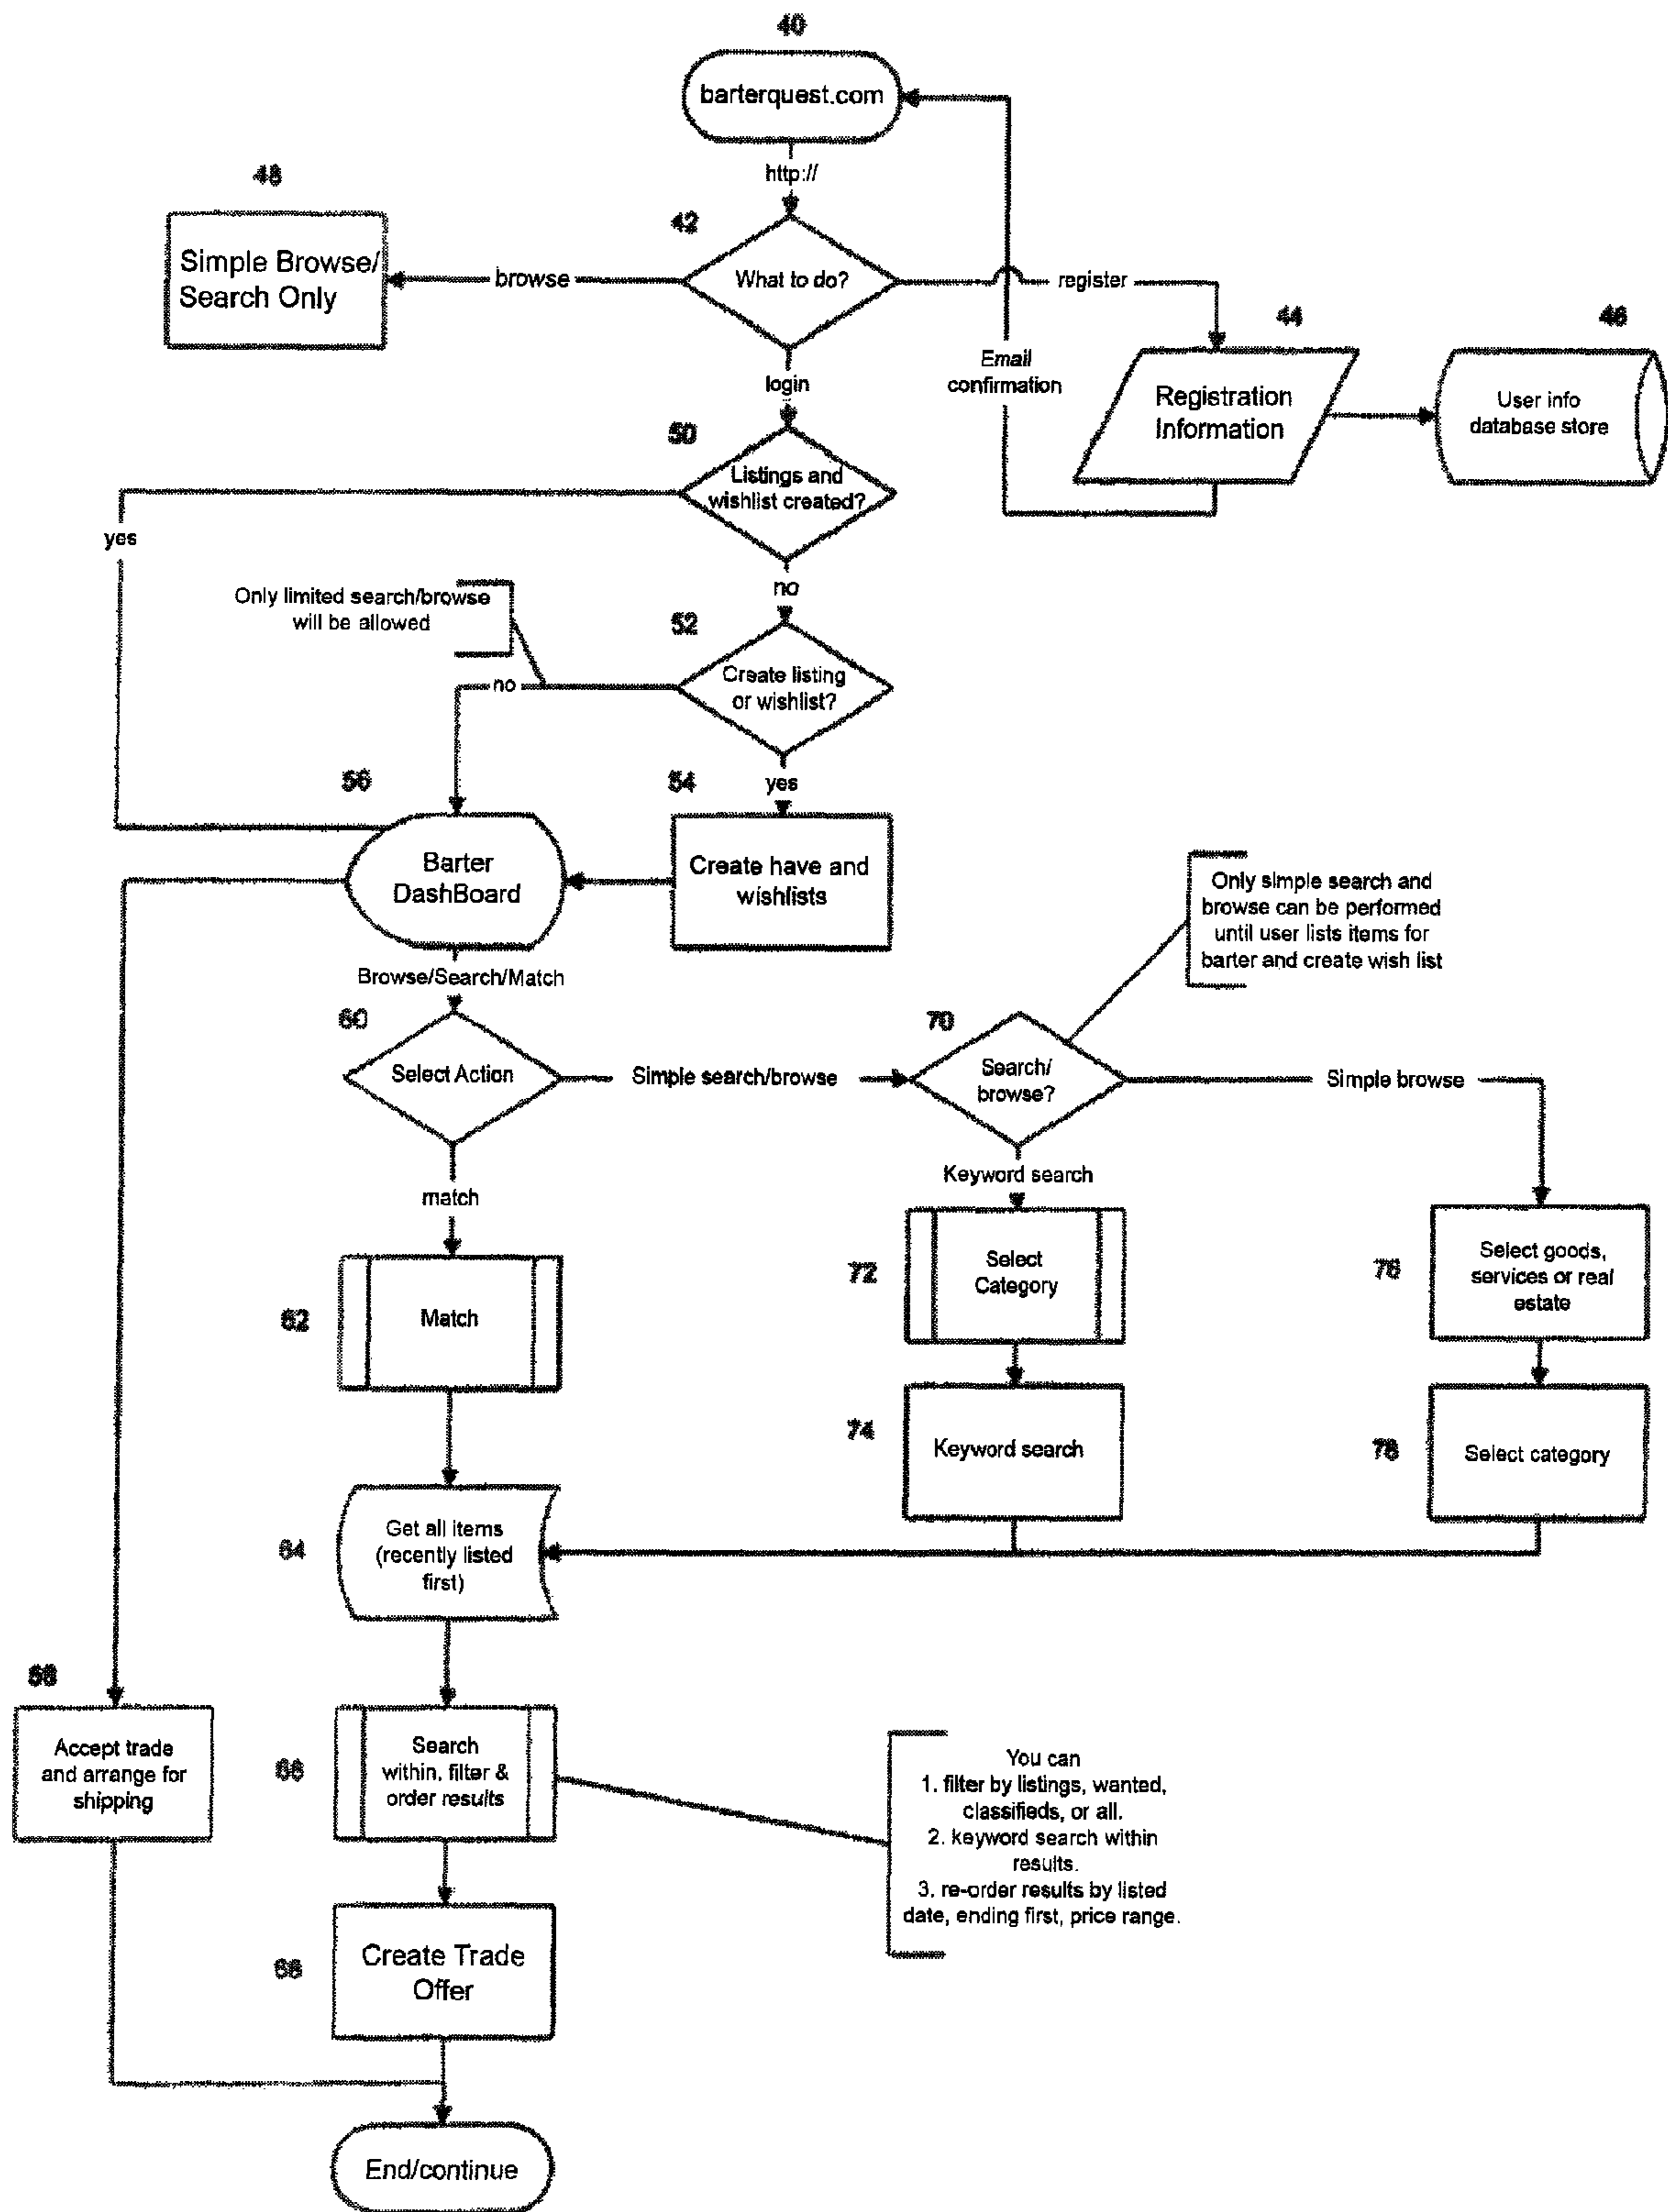 40
barterquest.com
http://
48
42
Simple Browse/
Search Only
browse
What to do?
register
44
46
login
Email
confirmation
Registration
Information
User info
database store
50
Listings and
wishlist created?
yes
no
Only limited search/browse
will be allowed
52
Create listing
or wishlist?
no
yes
56
54
Barter
DashBoard
Create have and
wishlists
Only simple search and
browse can be performed
until user lists items for
barter and create wish list
Browse/Search/Match
60
70
Select Action
Simple search/browse
Search/
browse?
Simple browse
Keyword search
match
62
Match
72
Select
Category
76
Select goods,
services or real
estate
74
Keyword search
78
Select category
64
Get all items
(recently listed
first)
58
Accept trade
and arrange for
shipping
66
Search
within, filter &
order results
You can
1. filter by listings, wanted,
classifieds, or all.
2. keyword search within
results.
3. re-order results by listed
date, ending first, price range.
68
Create Trade
Offer
End/continue